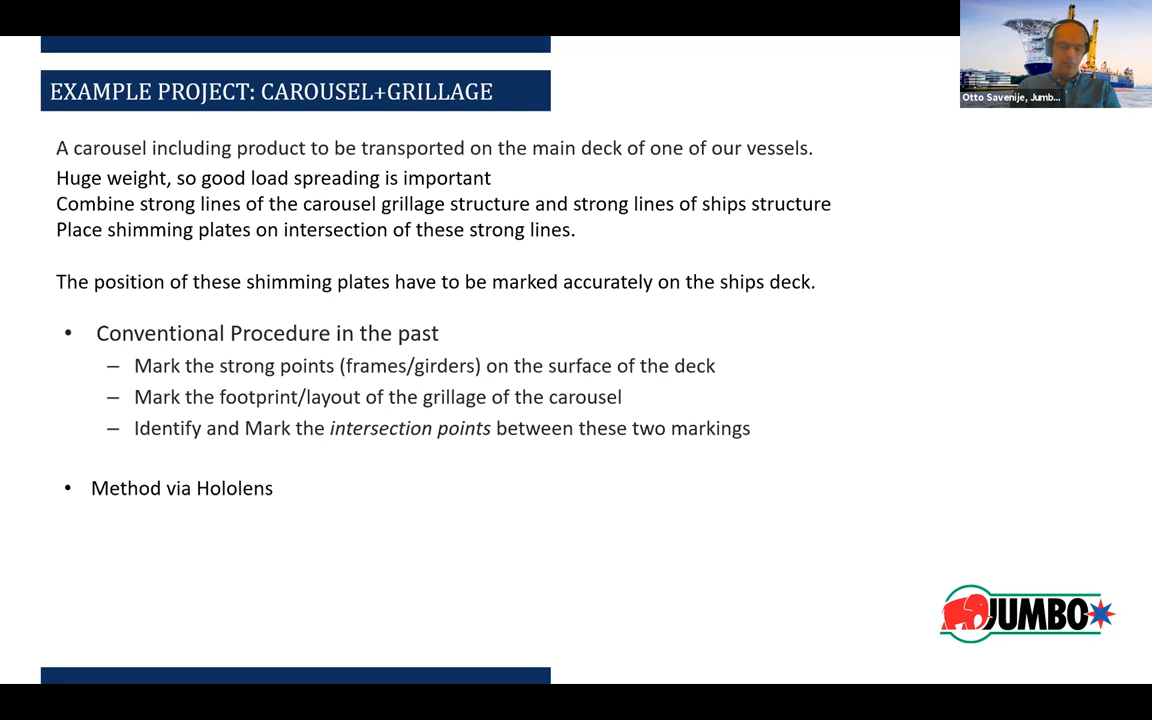 EXAMPLE PROJECT: CAROUSEL+GRILLAGE
Otto Savenije, Jumb...
A carousel including product to be transported on the main deck of one of our vessels.
Huge weight, so good load spreading is important
Combine strong lines of the carousel grillage structure and strong lines of ships structure
Place shimming plates on intersection of these strong lines.
The position of these shimming plates have to be marked accurately on the ships deck.
• Conventional Procedure in the past
– Mark the strong points (frames/girders) on the surface of the deck
– Mark the footprint/layout of the grillage of the carousel
– Identify and Mark the intersection points between these two markings
• Method via Hololens
JUMBO